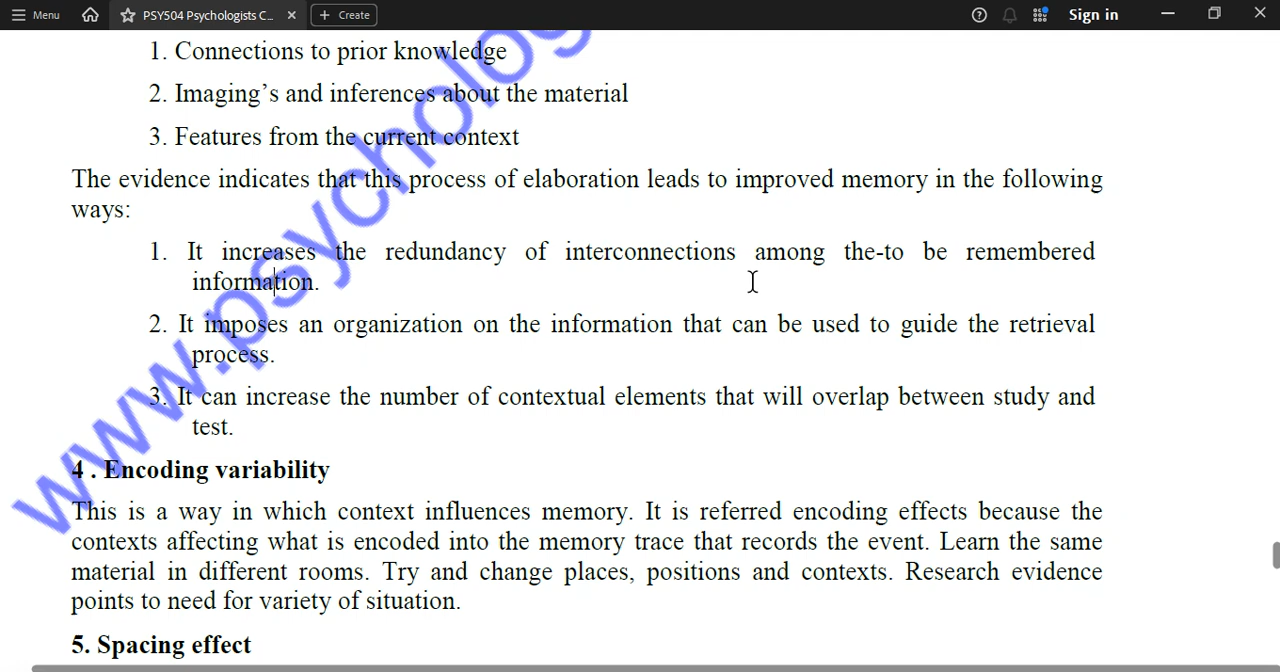 Menu
PSY504 Psychologists C...
Create
Sign in
1. Connections to prior knowledge
2. Imaging’s and inferences about the material
3. Features from the current context
The evidence indicates that this process of elaboration leads to improved memory in the following
ways:
1. It increases the redundancy of interconnections among the-to be remembered
information.
2. It imposes an organization on the information that can be used to guide the retrieval
process.
3. It can increase the number of contextual elements that will overlap between study and
test.
4 . Encoding variability
This is a way in which context influences memory. It is referred encoding effects because the
contexts affecting what is encoded into the memory trace that records the event. Learn the same
material in different rooms. Try and change places, positions and contexts. Research evidence
points to need for variety of situation.
5. Spacing effect
www.psycholog